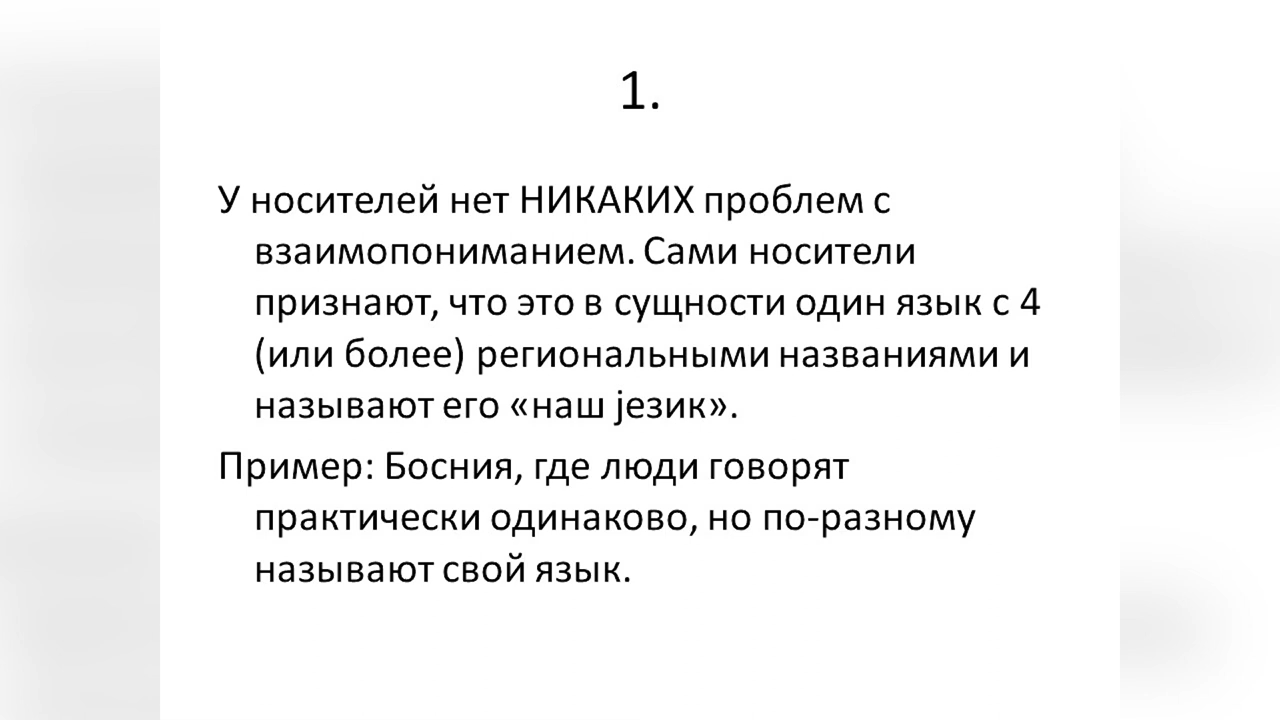 1.
У носителей нет НИКАКИХ проблем с
взаимопониманием. Сами носители
признают, что это в сущности один язык с 4
(или более) региональными названиями и
называют его «наш језик».
Пример: Босния, где люди говорят
практически одинаково, но по-разному
называют свой язык.